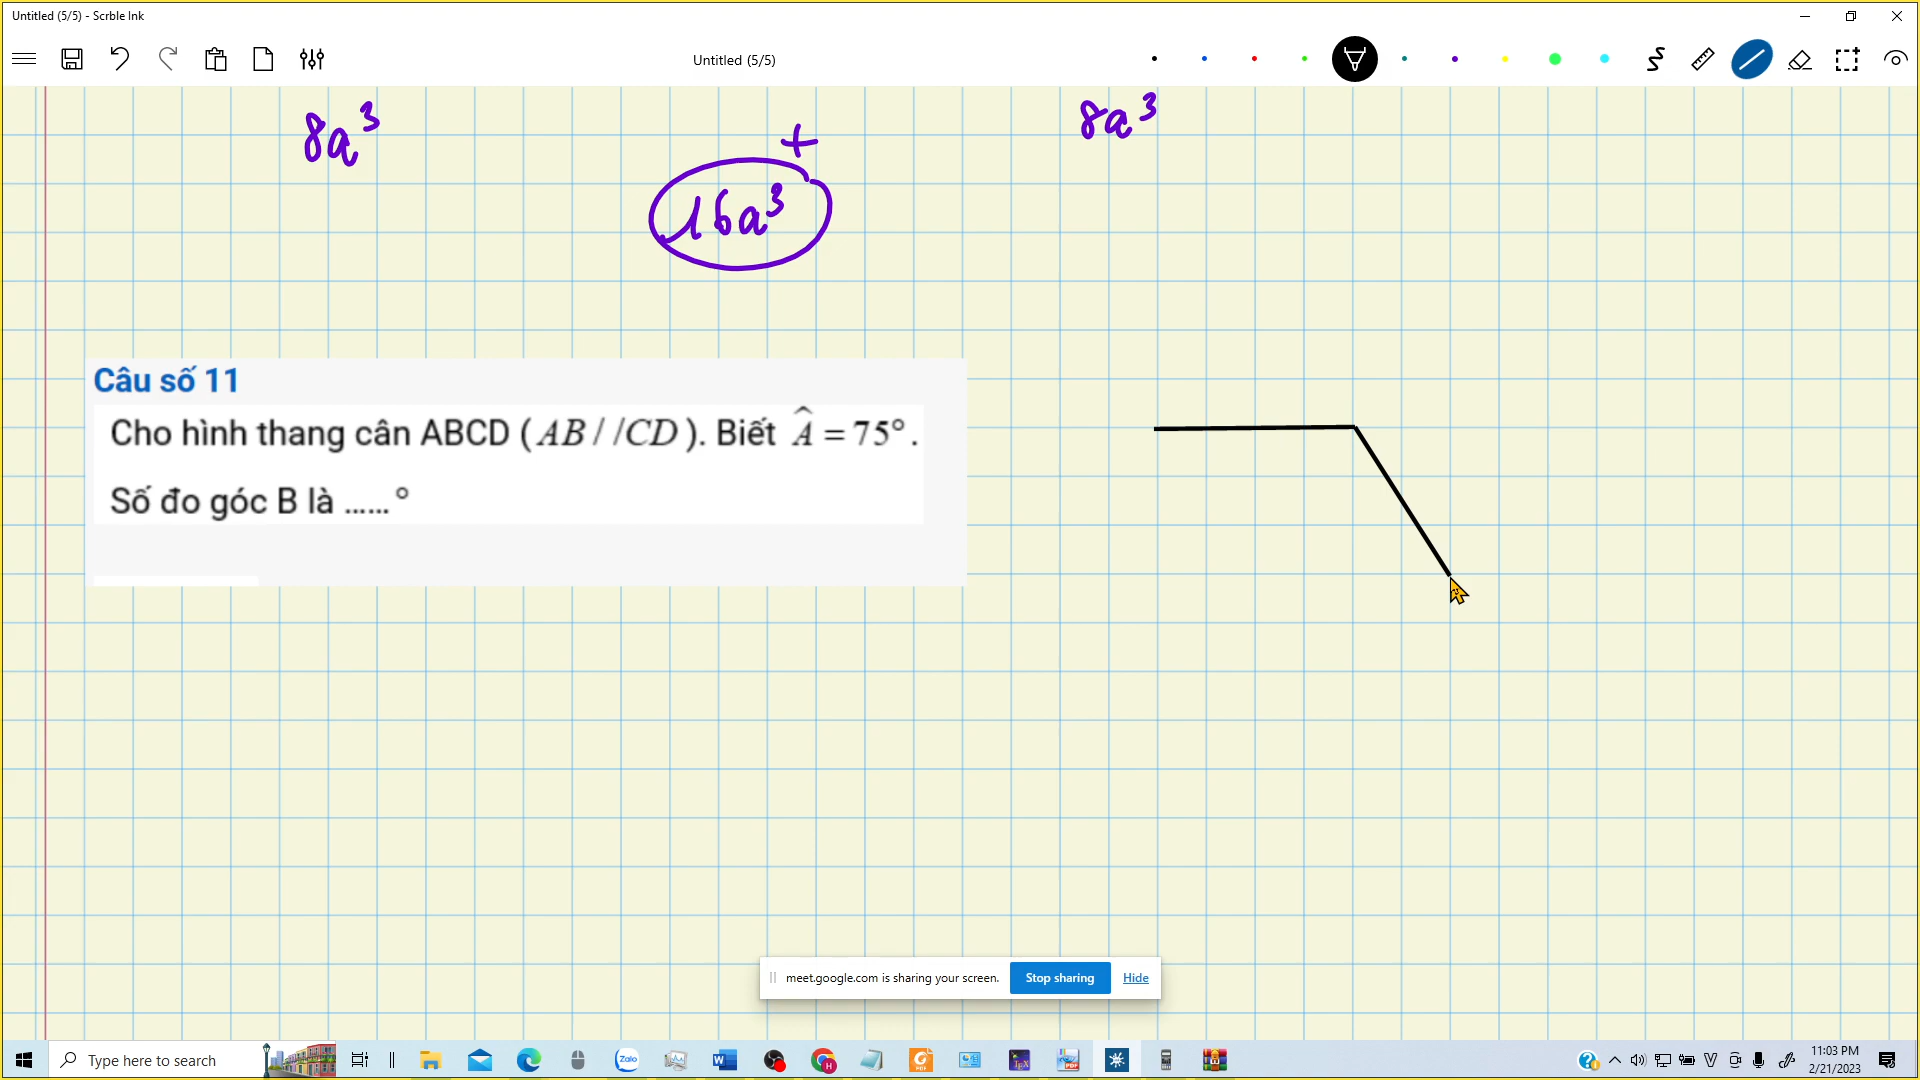 Untitled (5/5) - Scrble Ink
Untitled (5/5)
8a³
8a³
+
16a³
Câu số 11
Cho hình thang cân ABCD ( AB / /CD ). Biết Â = 75° .
Số đo góc B là ......°
meet.google.com is sharing your screen.
Stop sharing
Hide
Type here to search
Zalo
11:03 PM
2/21/2023